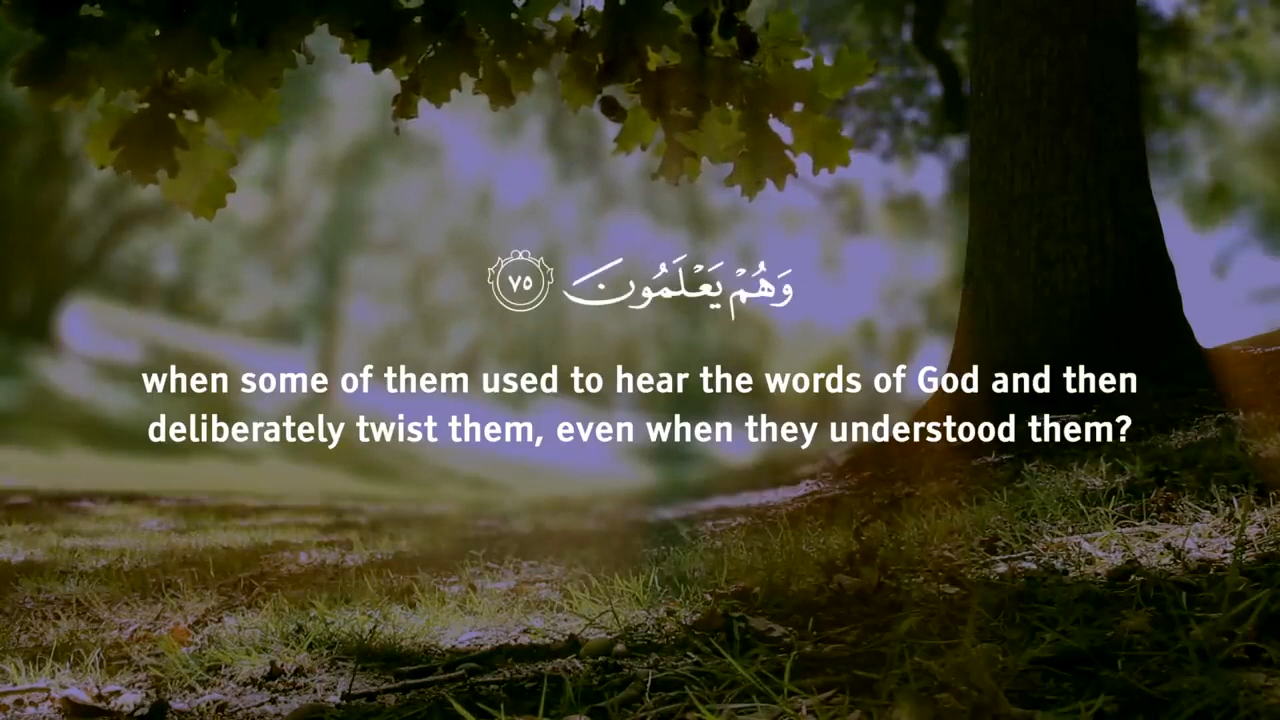 وَهُمْ يَعْلَمُونَ ٧٥
when some of them used to hear the words of God and then
deliberately twist them, even when they understood them?